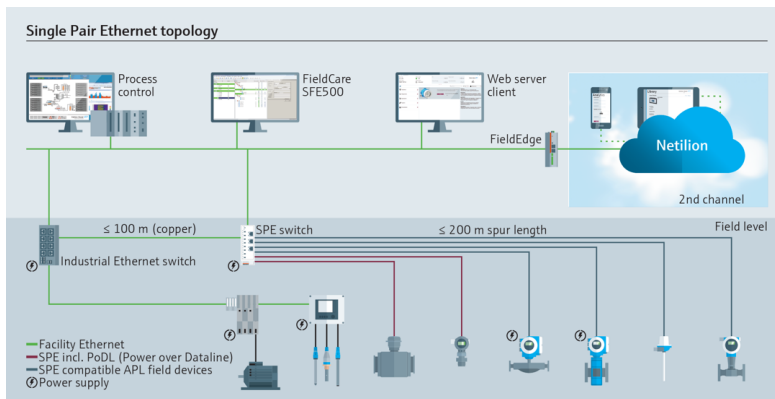 Single Pair Ethernet topology
Process
control
FieldCare
SFE500
Web server
client
FieldEdge
Netilion
2nd channel
≤ 100 m (copper)
SPE switch
≤ 200 m spur length
Field level
Industrial Ethernet switch
Facility Ethernet
SPE incl. PoDL (Power over Dataline)
SPE compatible APL field devices
Power supply